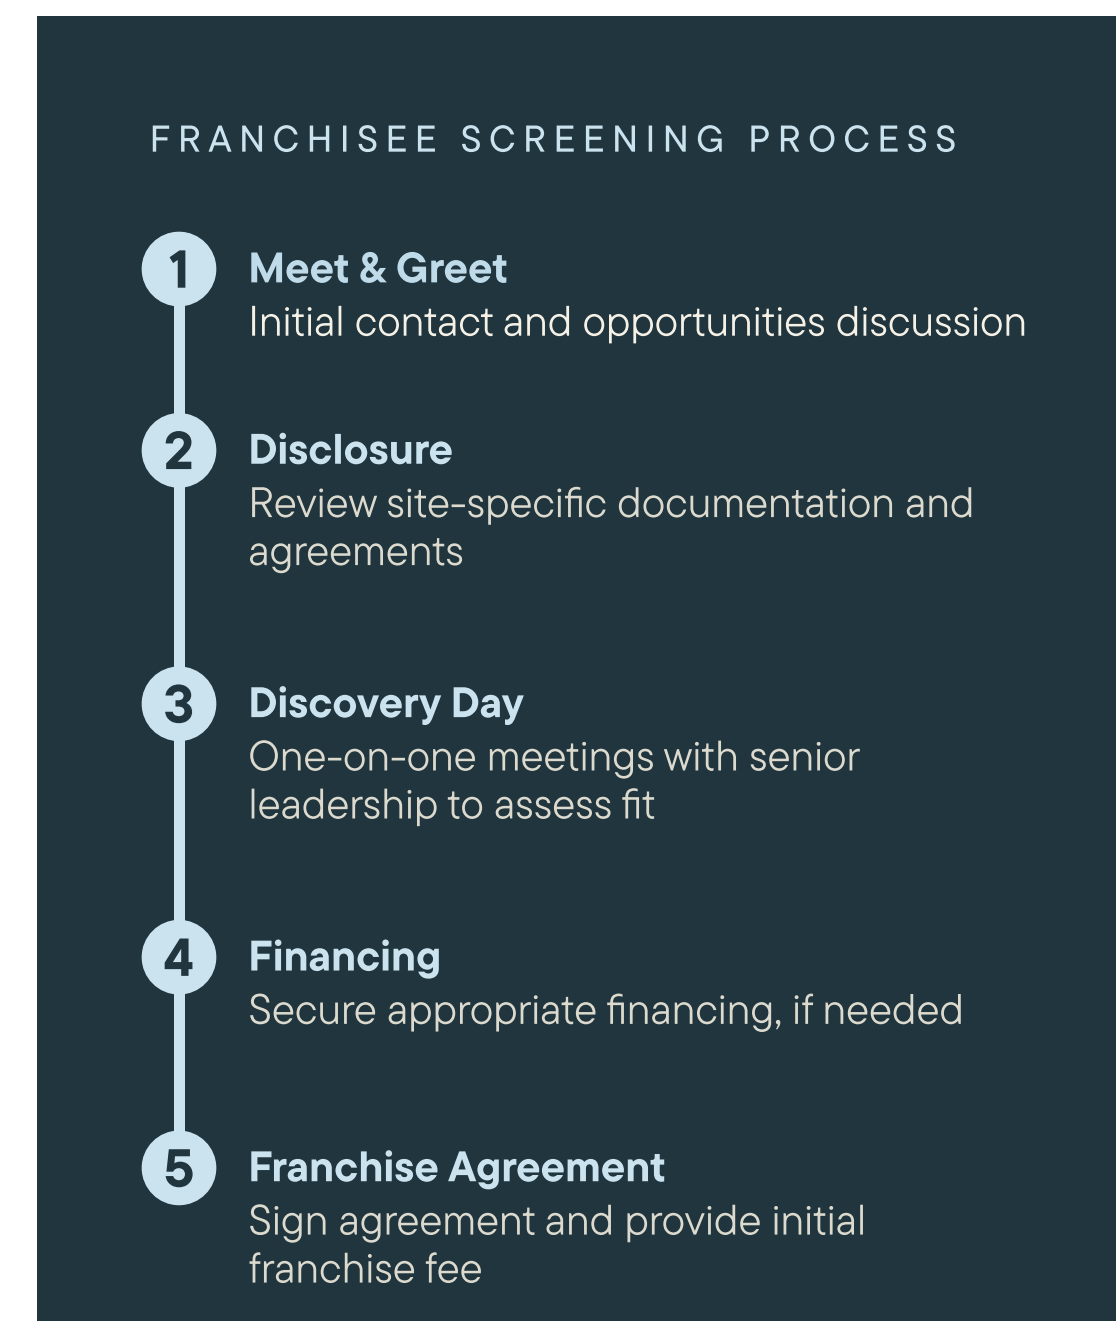 FRANCHISEE SCREENING PROCESS
1
Meet & Greet
Initial contact and opportunities discussion
2
Disclosure
Review site-specific documentation and
agreements
3
Discovery Day
One-on-one meetings with senior
leadership to assess fit
4
Financing
Secure appropriate financing, if needed
5
Franchise Agreement
Sign agreement and provide initial
franchise fee